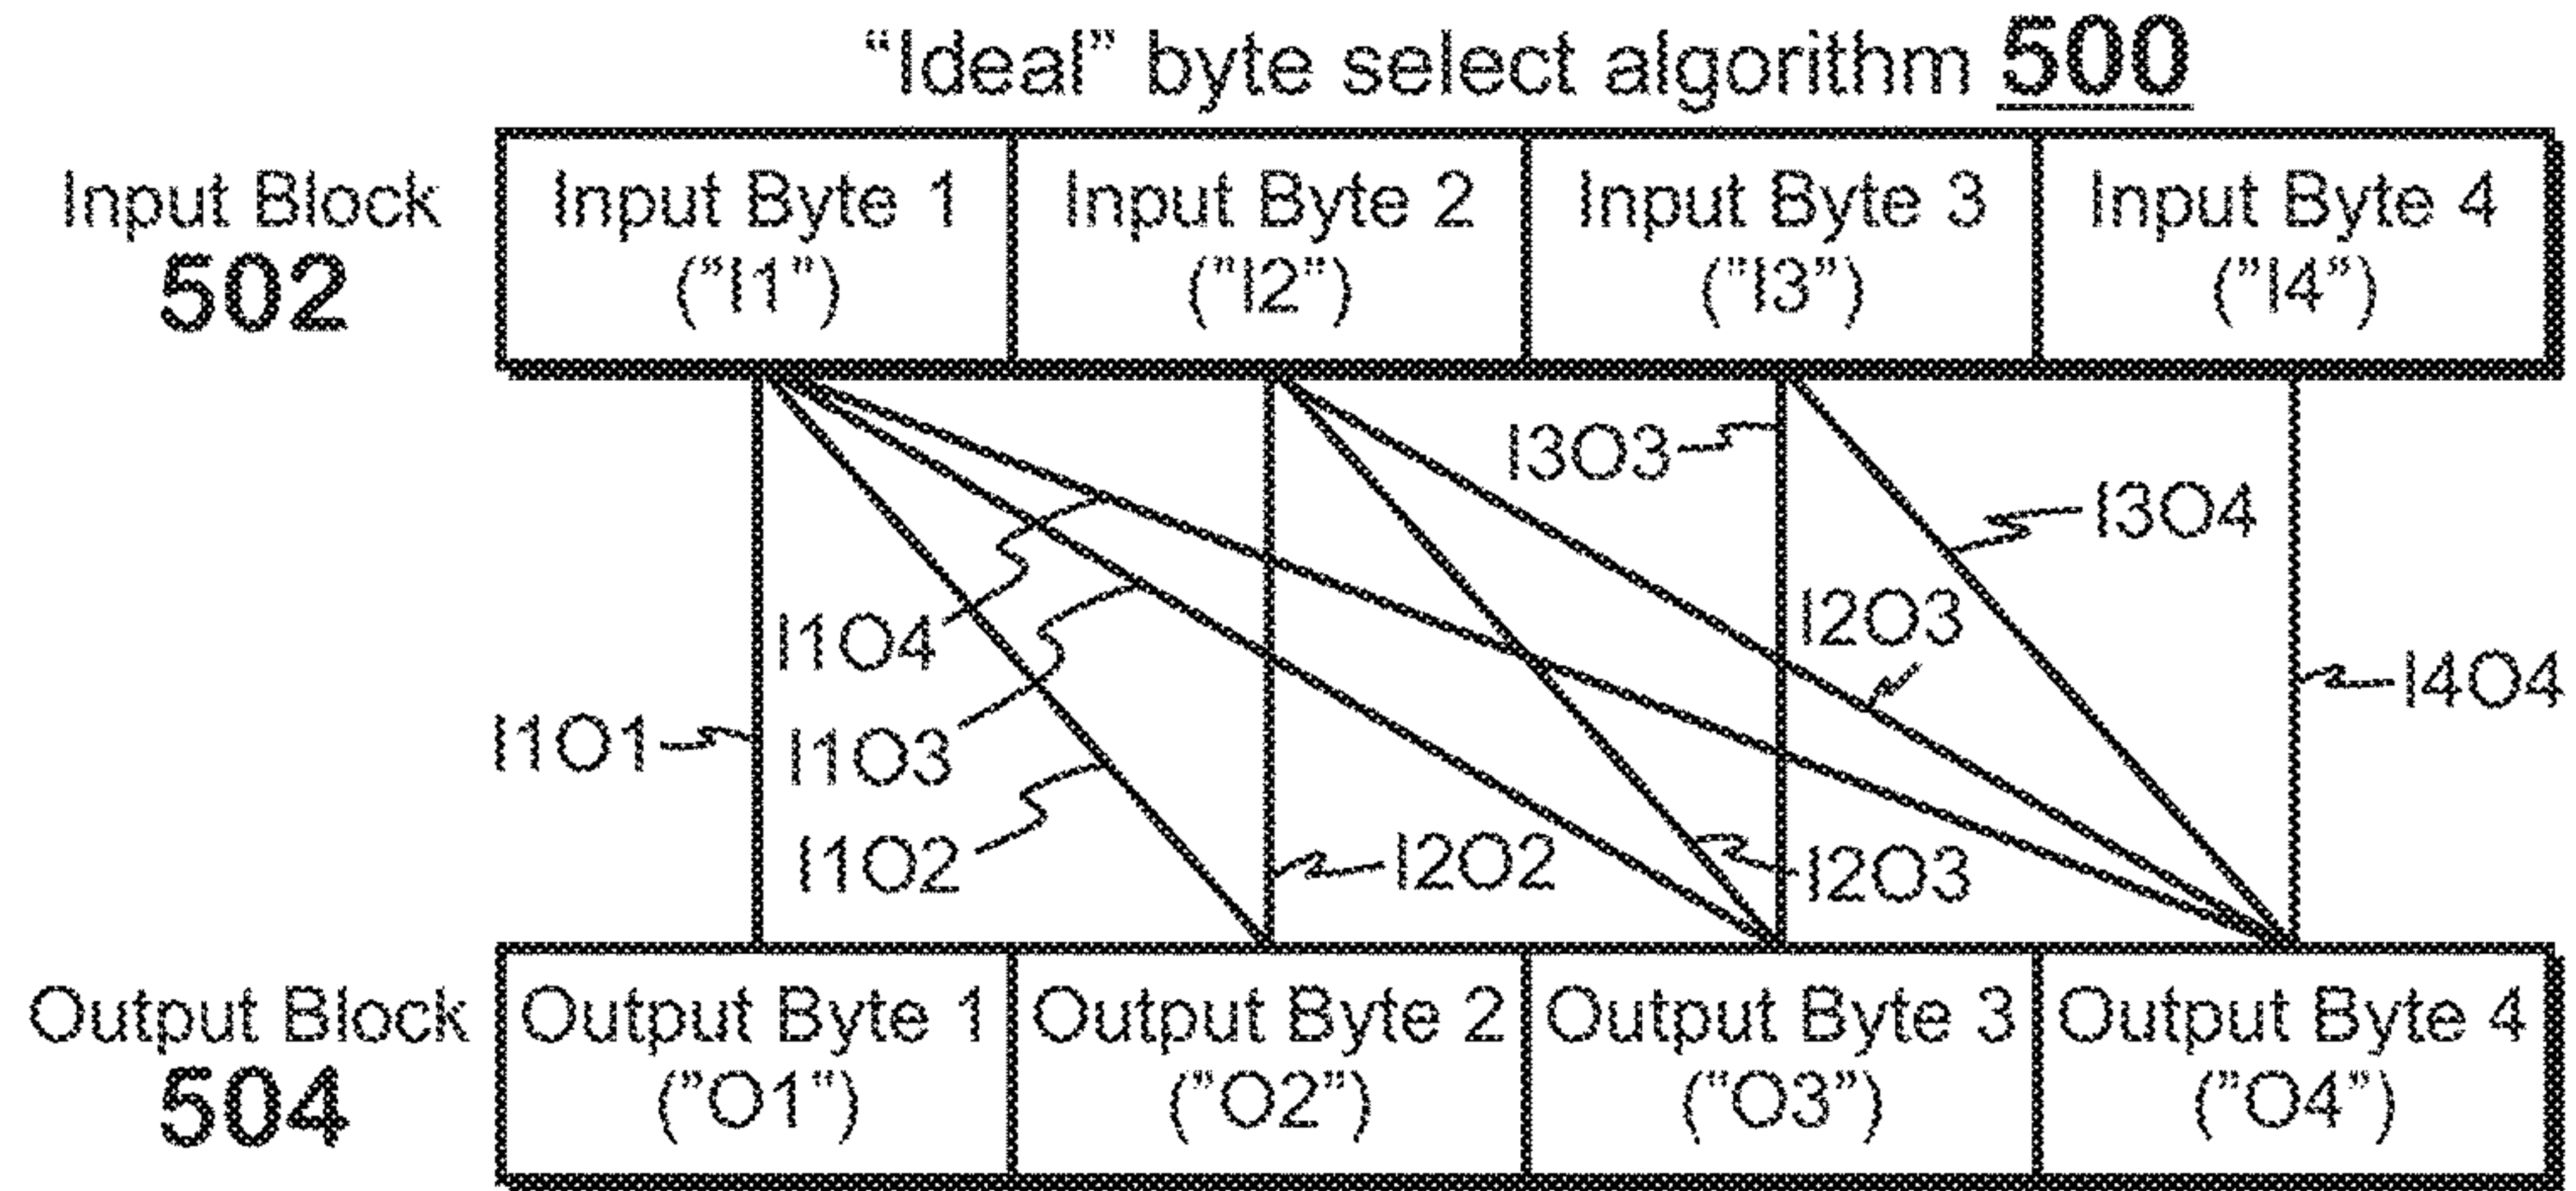 “Ideal” byte select algorithm 500
Input Block
502
Input Byte 1
(”I1“)
Input Byte 2
(”I2“)
Input Byte 3
(”I3“)
Input Byte 4
(”I4“)
I3O3
I3O4
I1O4
I2O3
I4O4
I1O1
I1O3
I1O2
I2O2
I2O3
Output Block
504
Output Byte 1
(”O1“)
Output Byte 2
(”O2“)
Output Byte 3
(“O3”)
Output Byte 4
(”O4“)